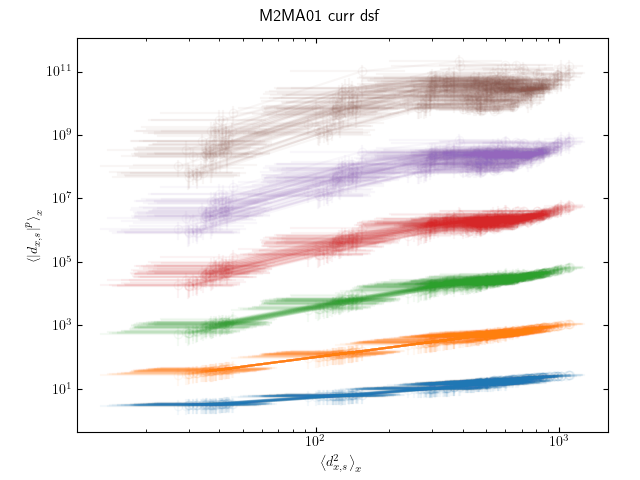 M2MA01 curr dsf
10^{11}
10^{9}
10^{7}
10^{5}
10^{3}
10^{1}
⟨|d_{x,s}|^p⟩_x
10^{2}
10^{3}
⟨d_{x,s}^2⟩_x